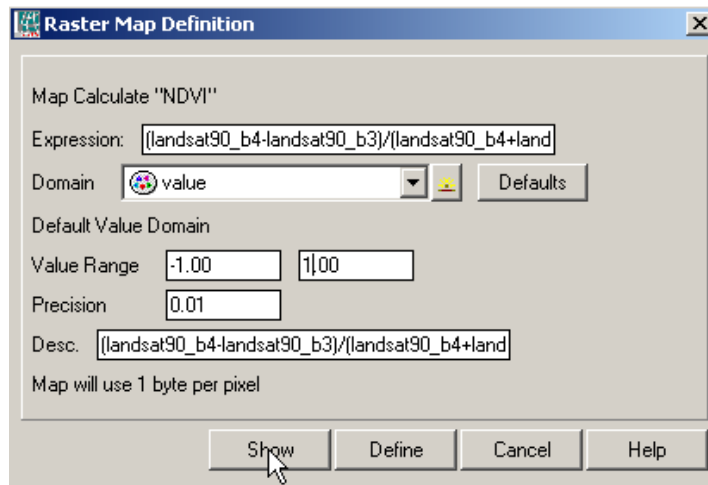 Raster Map Definition
Map Calculate "NDVI"
Expression: (landsat90_b4-landsat90_b3)/(landsat90_b4+land
Domain value Defaults
Default Value Domain
Value Range -1.00 1.00
Precision 0.01
Desc. (landsat90_b4-landsat90_b3)/(landsat90_b4+land
Map will use 1 byte per pixel
Show Define Cancel Help